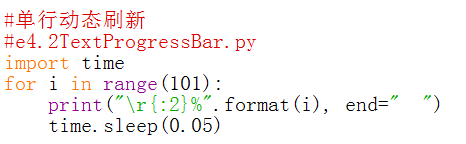 #单行动态刷新
#e4.2TextProgressBar.py
import time
for i in range(101):
    print("\r{:2}%".format(i), end="  ")
    time.sleep(0.05)